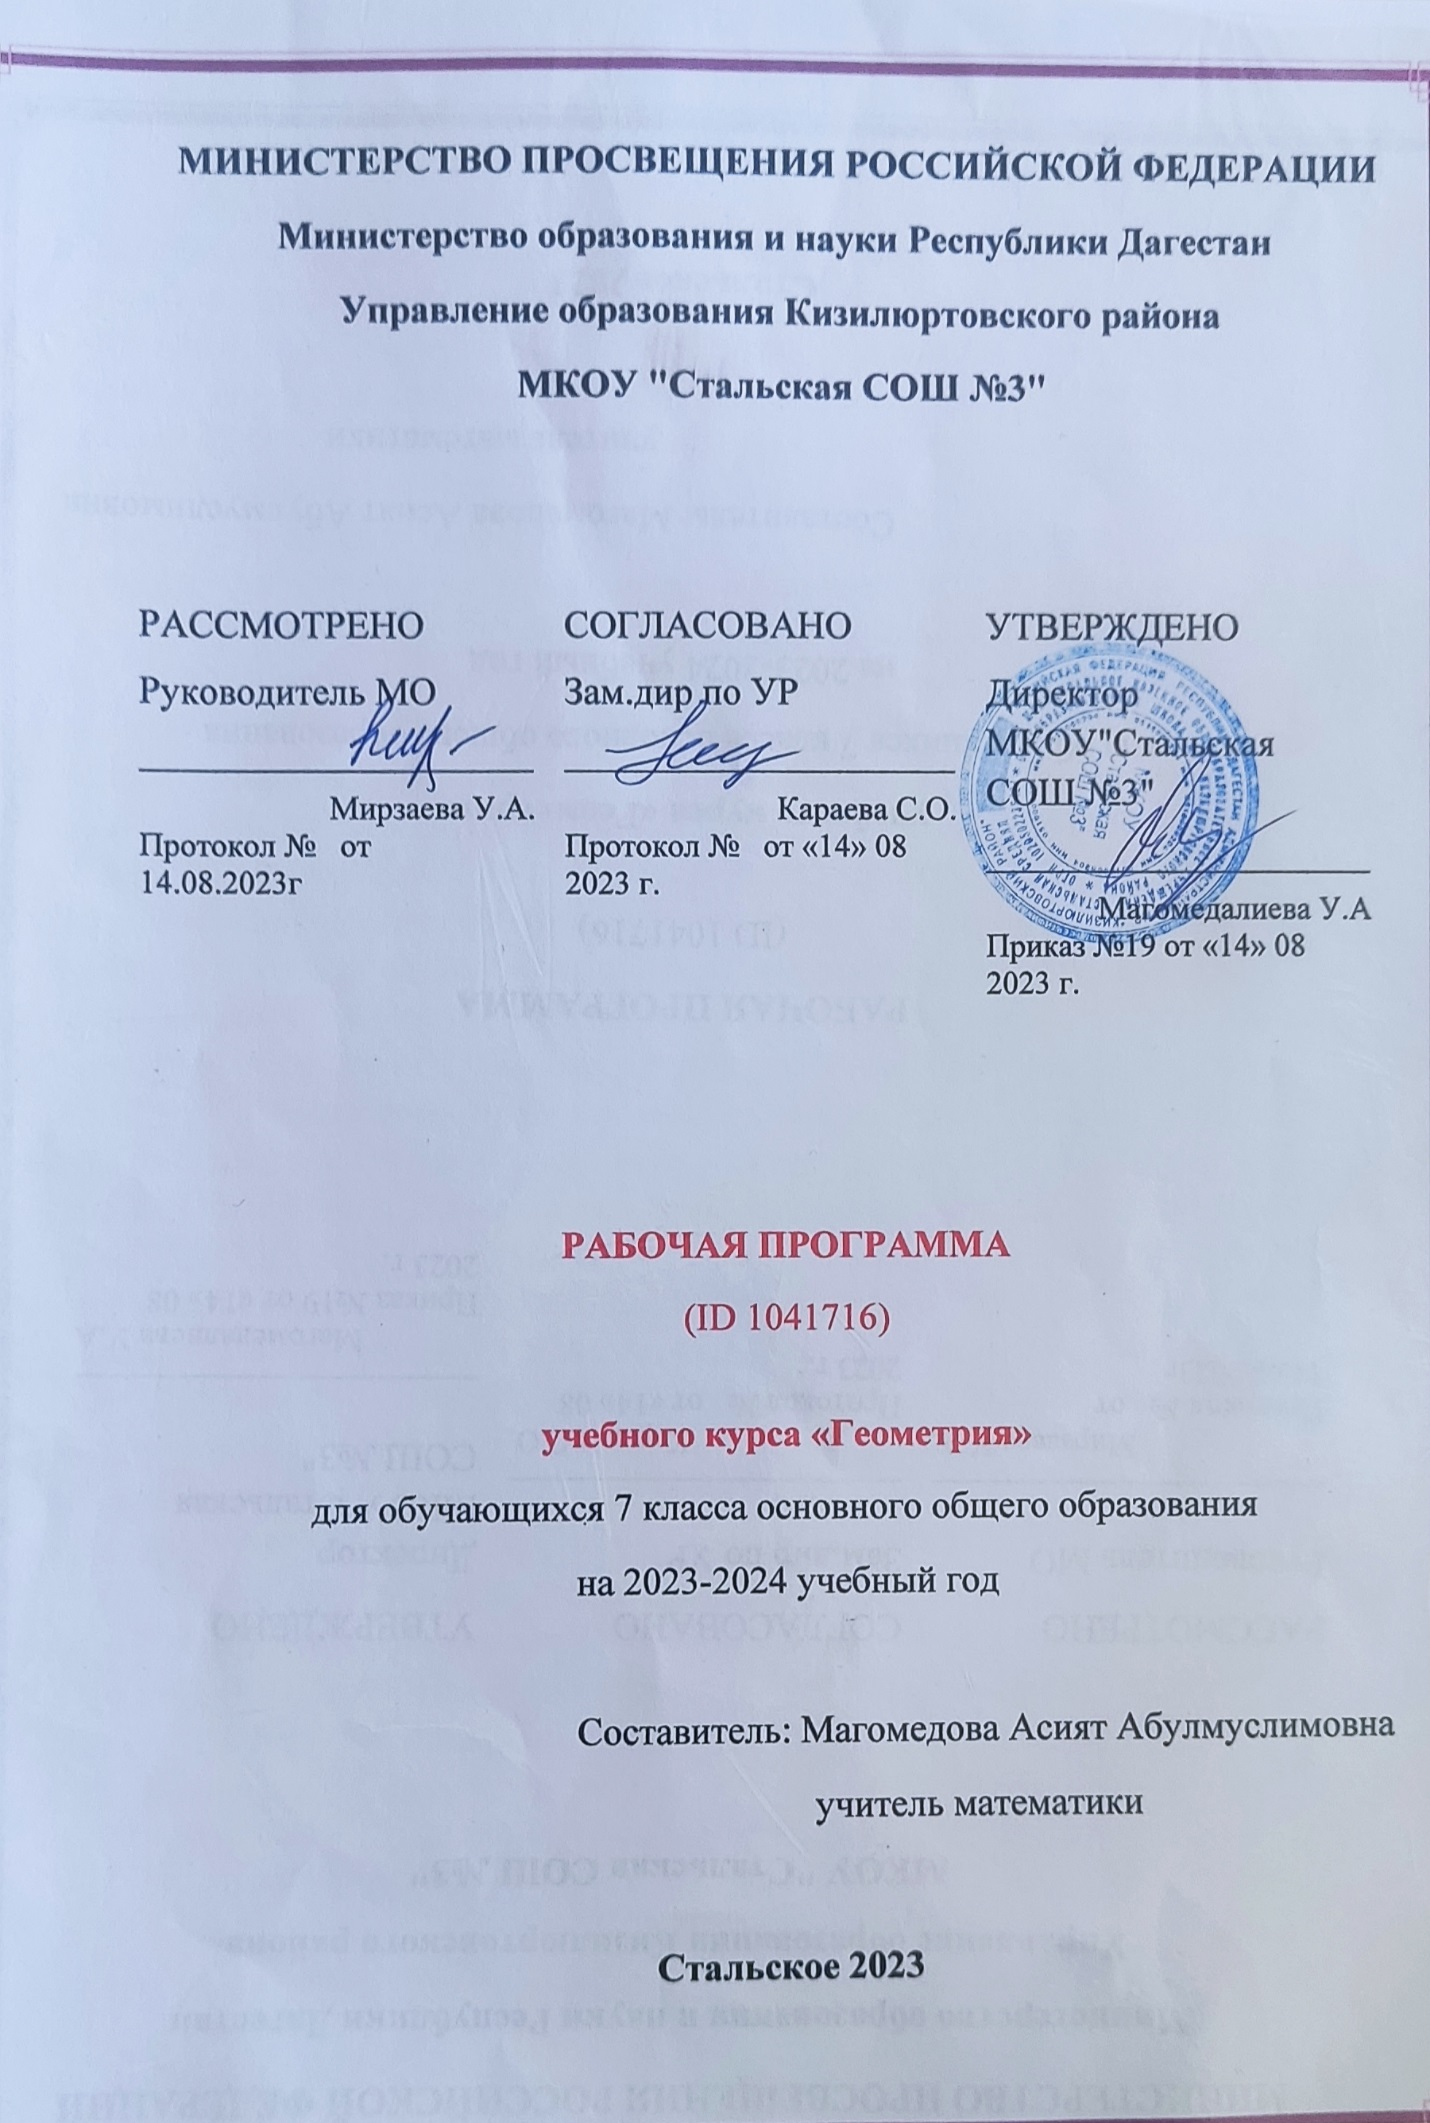 МИНИСТЕРСТВО ПРОСВЕЩЕНИЯ РОССИЙСКОЙ ФЕДЕРАЦИИ
Министерство образования и науки Республики Дагестан
Управление образования Кизилюртовского района
МКОУ "Стальская СОШ №3"
РАССМОТРЕНО
Руководитель МО
Мирзаева У.А.
Протокол № от
14.08.2023г
СОГЛАСОВАНО
Зам.дир по УР
Караева С.О.
Протокол № от «14» 08
2023 г.
УТВЕРЖДЕНО
Директор
МКОУ"Стальская
СОШ №3"
Магомедалиева У.А
Приказ №19 от «14» 08
2023 г.
РАБОЧАЯ ПРОГРАММА
(ID 1041716)
учебного курса «Геометрия»
для обучающихся 7 класса основного общего образования
на 2023-2024 учебный год
Составитель: Магомедова Асият Абулмуслимовна
учитель математики
Стальское 2023